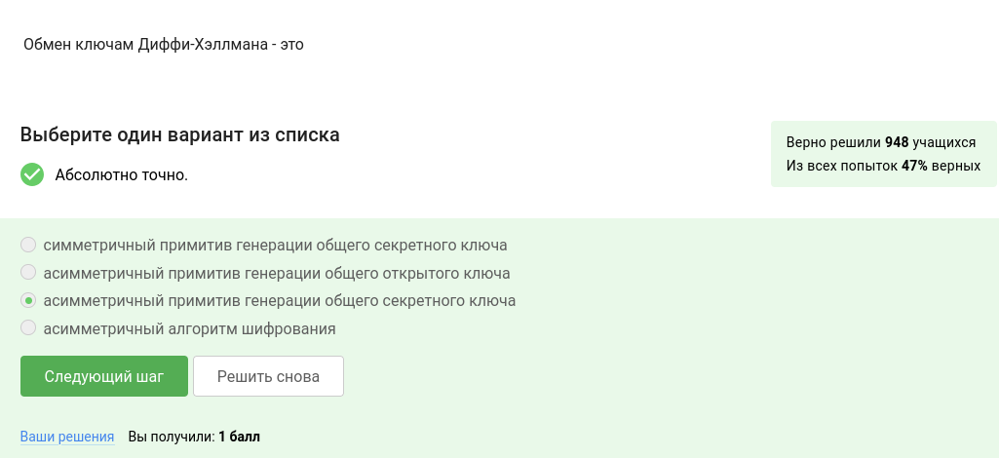 Обмен ключам Диффи-Хэллмана - это
Выберите один вариант из списка
Верно решили 948 учащихся
Из всех попыток 47% верных
Абсолютно точно.
симметричный примитив генерации общего секретного ключа
асимметричный примитив генерации общего открытого ключа
асимметричный примитив генерации общего секретного ключа
асимметричный алгоритм шифрования
Следующий шаг Решить снова
Ваши решения Вы получили: 1 балл